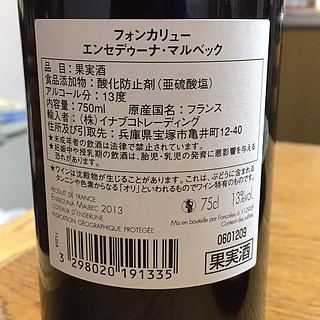 フォンカリュー
エンセデゥーナ・マルベック
品目：果実酒
食品添加物：酸化防止剤（亜硫酸塩）
アルコール分：13度
内容量：750ml 原産国名：フランス
輸入者：（株）イナブコトレーディング
住所及び引取先：兵庫県宝塚市亀井町12-40
★未成年者の飲酒は法律で禁止されています。
★妊娠中や授乳期の飲酒は、胎児・乳児の発育に悪影響を与える
恐れがあります。
★ワインは沈殿物が生じることがあります。これは、ぶどうに含まれる
タンニンや色素からなる「オリ」といわれるものでワイン特有のものです。
PRODUIT DE FRANCE
ENSEDUNA MALBEC 2013
COTEAUX D'ENSERUNE
INDICATION GÉOGRAPHIQUE PROTÉGÉE
75cl 13%vol
Mis en bouteille par
0601209
果実酒
3 298020 191335